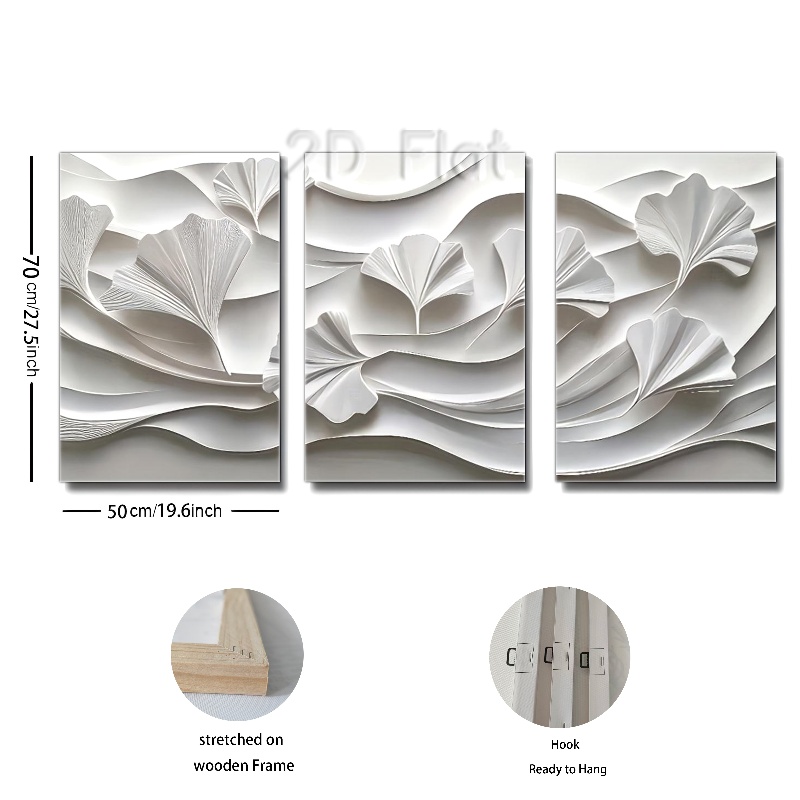 2D Flat
70 cm/27.5inch
50 cm/19.6inch
stretched on
wooden Frame
Hook
Ready to Hang